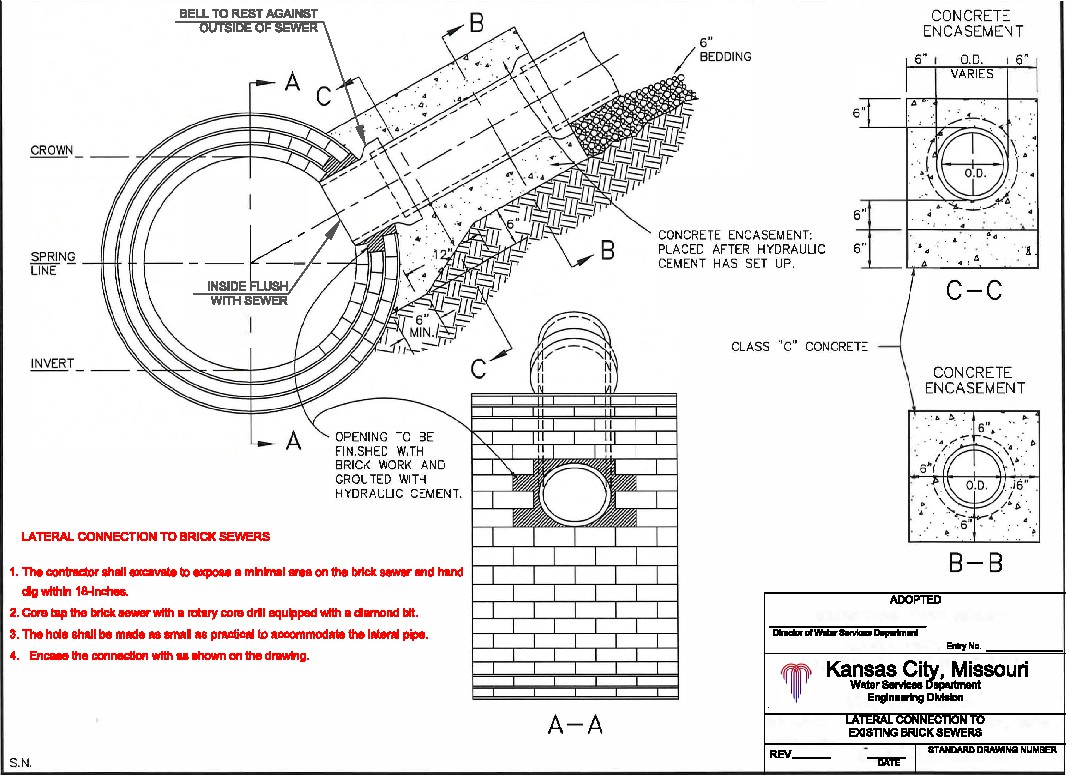 BELL TO REST AGAINST
OUTSIDE OF SEWER
A
C
B
6"
BEDDING
CROWN
SPRING
LINE
INVERT
INSIDE FLUSH
WITH SEWER
12"
6"
6"
MIN.
B
C
A
CONCRETE ENCASEMENT:
PLACED AFTER HYDRAULIC
CEMENT HAS SET UP.
OPENING TO BE
FINISHED WITH
BRICK WORK AND
GROUTED WITH
HYDRAULIC CEMENT.
A-A
CONCRETE
ENCASEMENT
6" O.D. 6"
VARIES
6"
O.D.
6"
6"
C-C
CLASS "C" CONCRETE
CONCRETE
ENCASEMENT
6"
6" O.D. 6"
6"
B-B
LATERAL CONNECTION TO BRICK SEWERS
1. The contractor shall excavate to expose a minimal area on the brick sewer and hand
dig within 18-inches.
2. Core tap the brick sewer with a rotary core drill equipped with a diamond bit.
3. The hole shall be made as small as practical to accommodate the lateral pipe.
4. Encase the connection with as shown on the drawing.
S.N.
ADOPTED
Director of Water Services Department
Entry No.
Kansas City, Missouri
Water Services Department
Engineering Division
LATERAL CONNECTION TO
EXISTING BRICK SEWERS
REV
DATE
STANDARD DRAWING NUMBER